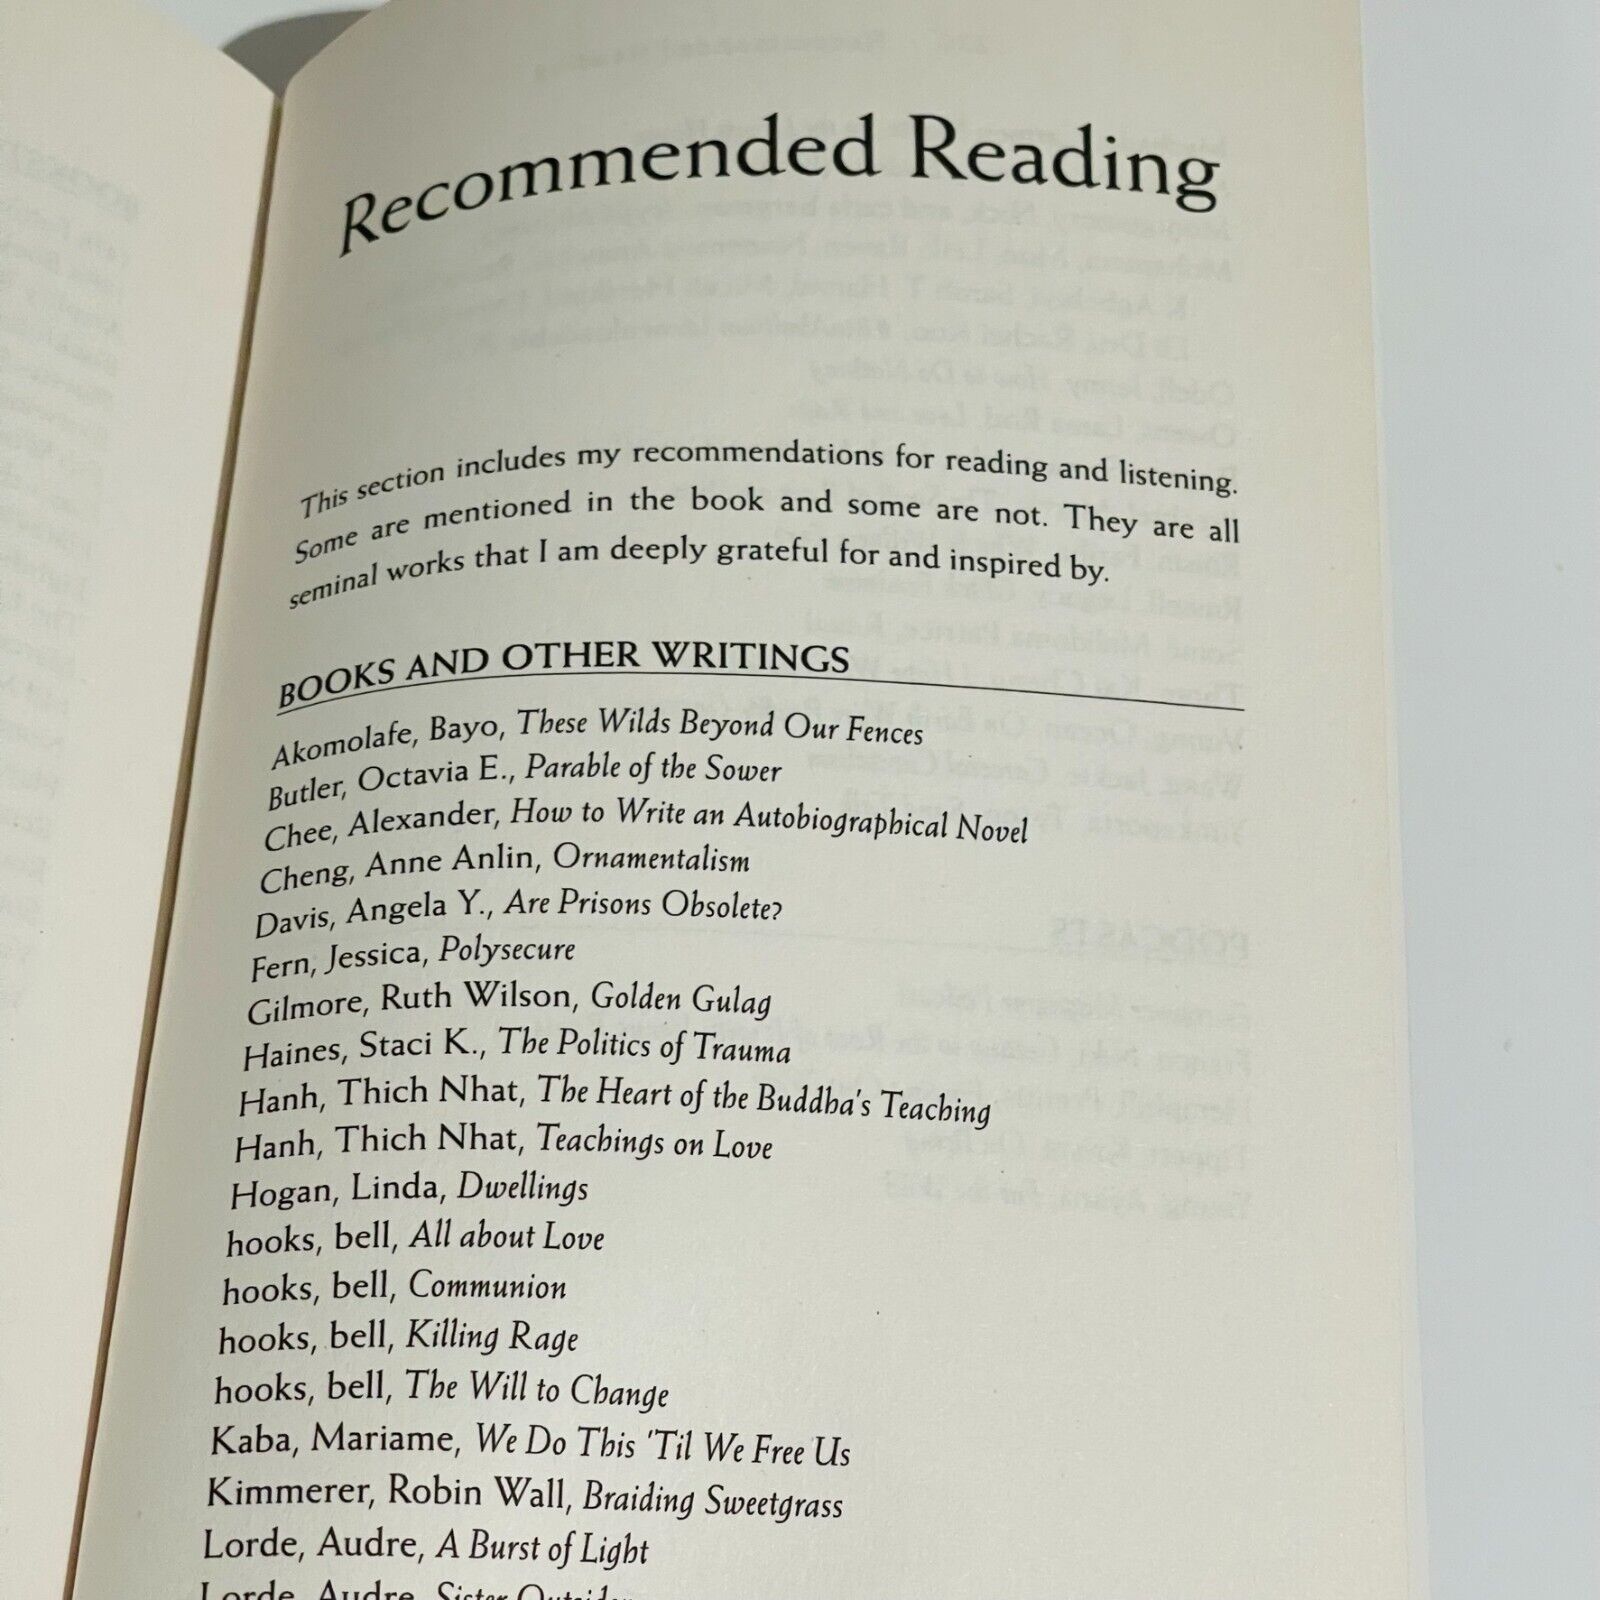 Recommended Reading
This section includes my recommendations for reading and listening.
Some are mentioned in the book and some are not. They are all
seminal works that I am deeply grateful for and inspired by.
BOOKS AND OTHER WRITINGS
Akomolafe, Bayo, These Wilds Beyond Our Fences
Butler, Octavia E., Parable of the Sower
Chee, Alexander, How to Write an Autobiographical Novel
Cheng, Anne Anlin, Ornamentalism
Davis, Angela Y., Are Prisons Obsolete?
Fern, Jessica, Polysecure
Gilmore, Ruth Wilson, Golden Gulag
Haines, Staci K., The Politics of Trauma
Hanh, Thich Nhat, The Heart of the Buddha's Teaching
Hanh, Thich Nhat, Teachings on Love
Hogan, Linda, Dwellings
hooks, bell, All about Love
hooks, bell, Communion
hooks, bell, Killing Rage
hooks, bell, The Will to Change
Kaba, Mariame, We Do This 'Til We Free Us
Kimmerer, Robin Wall, Braiding Sweetgrass
Lorde, Audre, A Burst of Light
Lorde, Audre, Sister Outsider